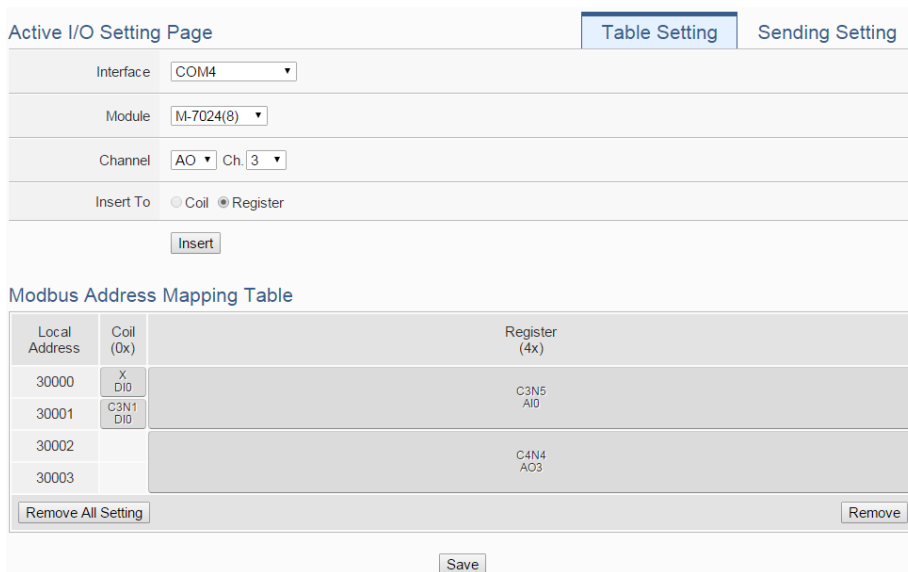 Active I/O Setting Page
Table Setting
Sending Setting
Interface
COM4
Module
M-7024(8)
Channel
AO Ch. 3
Insert To
Coil Register
Insert
Modbus Address Mapping Table
Local
Address
Coil
(0x)
Register
(4x)
30000
X
DI0
C3N5
AI0
30001
C3N1
DI0
30002
C4N4
AO3
30003
Remove All Setting
Remove
Save